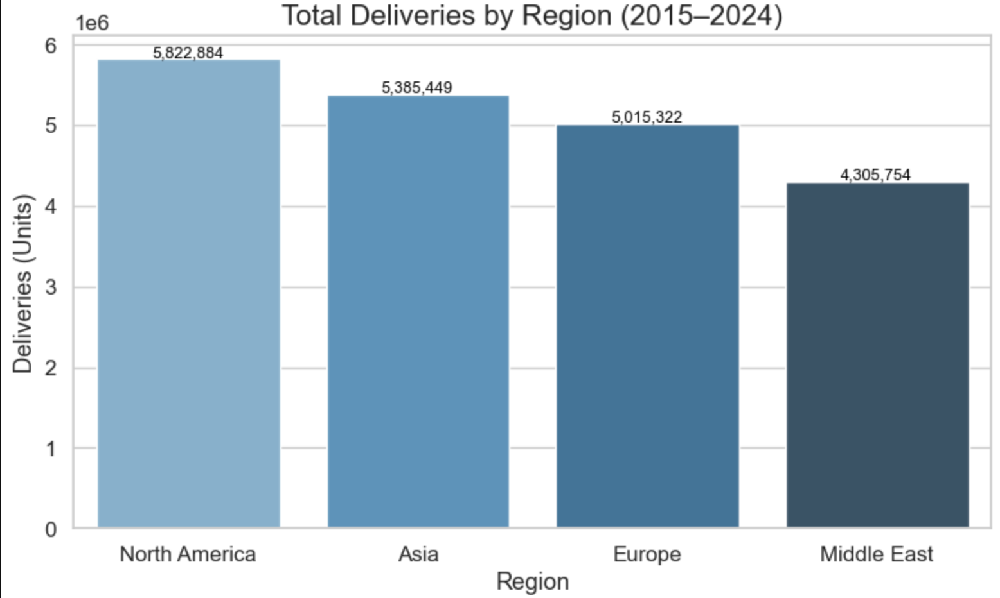 Total Deliveries by Region (2015–2024)
1e6
6
5
4
3
2
1
0
Deliveries (Units)
5,822,884
5,385,449
5,015,322
4,305,754
North America
Asia
Europe
Middle East
Region